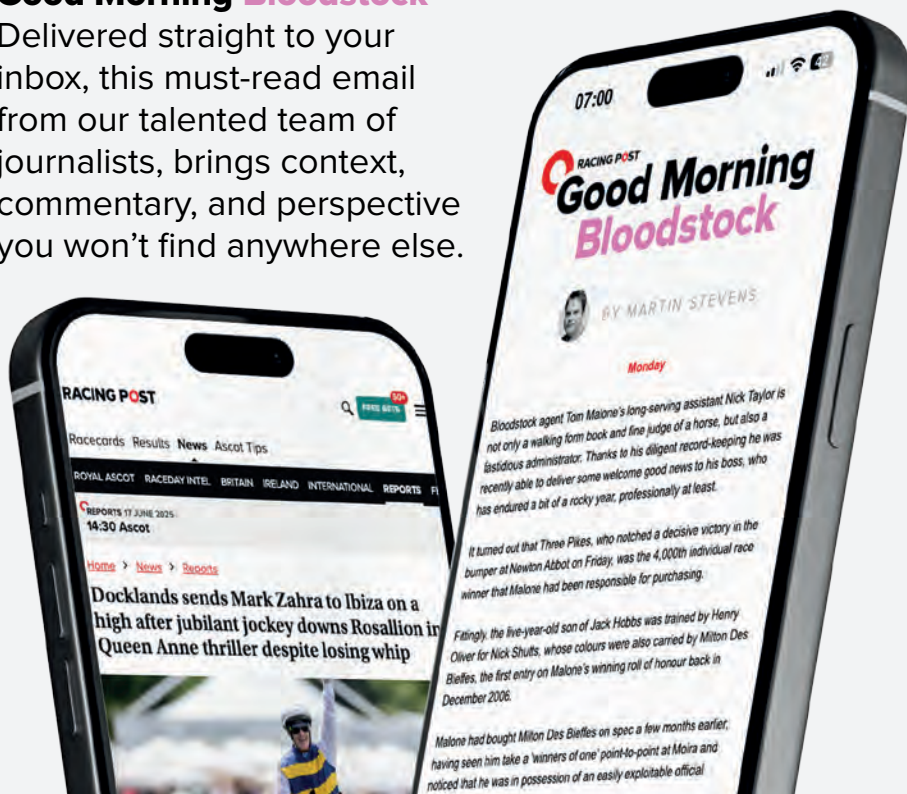 Good Morning Bloodstock
Delivered straight to your
inbox, this must-read email
from our talented team of
journalists, brings context,
commentary, and perspective
you won't find anywhere else.
07:00
42
RACING POST
Good Morning
Bloodstock
BY MARTIN STEVENS
Monday
Bloodstock agent Tom Malone's long-serving assistant Nick Taylor is
not only a walking form book and fine judge of a horse, but also a
fastidious administrator. Thanks to his diligent record-keeping he was
recently able to deliver some welcome good news to his boss, who
has endured a bit of a rocky year, professionally at least.
It turned out that Three Pikes, who notched a decisive victory in the
bumper at Newton Abbot on Friday, was the 4,000th individual race
winner that Malone had been responsible for purchasing.
Fittingly, the five-year-old son of Jack Hobbs was trained by Henry
Oliver for Nick Shutts, whose colours were also carried by Milton Des
Bieffes, the first entry on Malone's winning roll of honour back in
December 2006.
Malone had bought Milton Des Bieffes on spec a few months earlier,
having seen him take a 'winners of one' point-to-point at Moira and
noticed that he was in possession of an easily exploitable official
RACING POST
50+
FREE BETS
Racecards Results News Ascot Tips
ROYAL ASCOT RACEDAY INTEL BRITAIN IRELAND INTERNATIONAL REPORTS
REPORTS 17 JUNE 2025
14:30 Ascot
Home > News > Reports
Docklands sends Mark Zahra to Ibiza on a
high after jubilant jockey downs Rosallion in
Queen Anne thriller despite losing whip